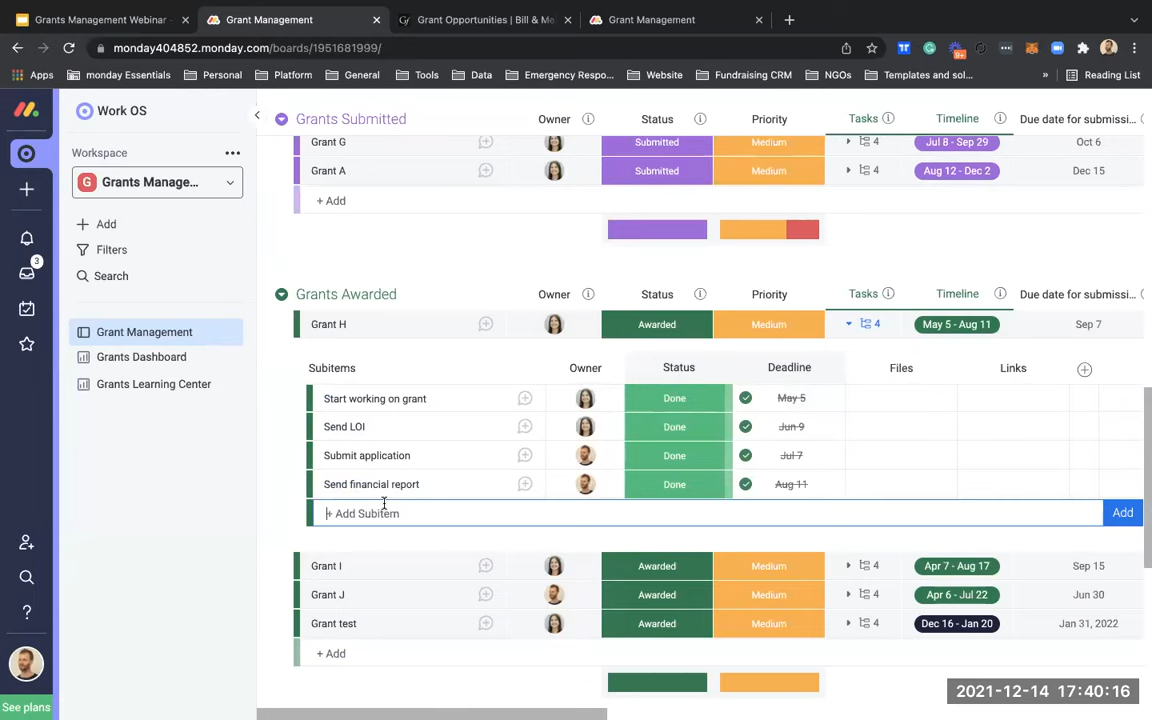 Grants Management Webinar
Grant Management
Grant Opportunities | Bill & Me
Grant Management
monday404852.monday.com/boards/1951681999/
Apps
monday Essentials
Personal
Platform
General
Tools
Data
Emergency Respo...
Website
Fundraising CRM
NGOs
Templates and sol...
»
Reading List
Work OS
Workspace
G Grants Manage...
+ Add
Filters
Search
Grant Management
Grants Dashboard
Grants Learning Center
3
9+
?
See plans
Grants Submitted Owner Status Priority Tasks Timeline Due date for submissi...
Grant G Submitted Medium 4 Jul 8 - Sep 29 Oct 6
Grant A Submitted Medium 4 Aug 12 - Dec 2 Dec 15
+ Add
Grants Awarded Owner Status Priority Tasks Timeline Due date for submissi...
Grant H Awarded Medium 4 May 5 - Aug 11 Sep 7
Subitems Owner Status Deadline Files Links
Start working on grant Done May 5
Send LOI Done Jun 9
Submit application Done Jul 7
Send financial report Done Aug 11
+ Add Subitem Add
Grant I Awarded Medium 4 Apr 7 - Aug 17 Sep 15
Grant J Awarded Medium 4 Apr 6 - Jul 22 Jun 30
Grant test Awarded Medium 4 Dec 16 - Jan 20 Jan 31, 2022
+ Add
2021-12-14 17:40:16